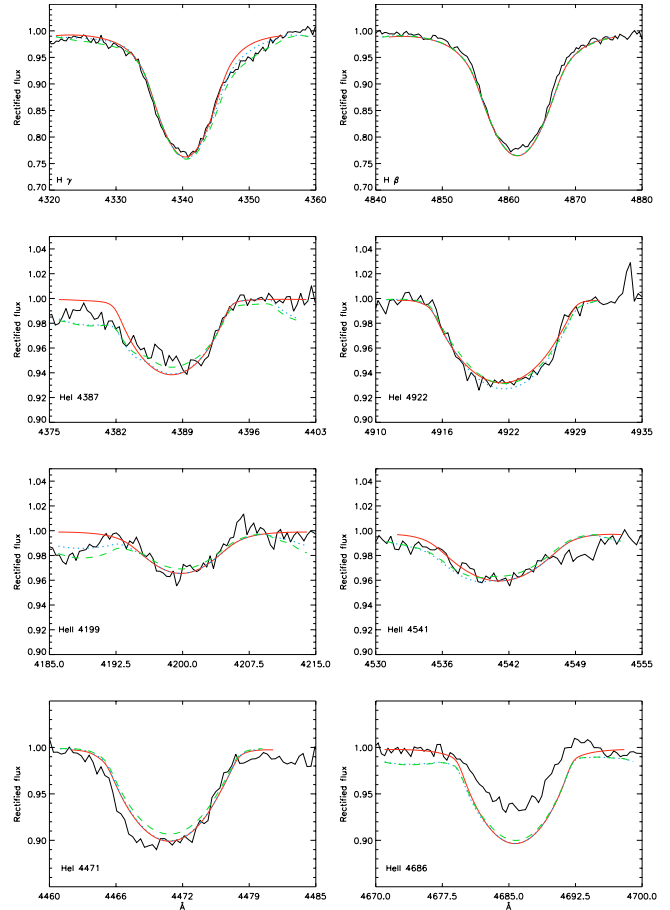 1.00
0.95
0.90
0.85
0.80
0.75
0.70
Rectified flux
H γ
4320 4330 4340 4350 4360
1.00
0.95
0.90
0.85
0.80
0.75
0.70
Rectified flux
H β
4840 4850 4860 4870 4880
1.04
1.02
1.00
0.98
0.96
0.94
0.92
0.90
Rectified flux
HeI 4387
4375 4382 4389 4396 4403
1.04
1.02
1.00
0.98
0.96
0.94
0.92
0.90
Rectified flux
HeI 4922
4910 4916 4922 4929 4935
1.04
1.02
1.00
0.98
0.96
0.94
0.92
0.90
Rectified flux
HeII 4199
4185.0 4192.5 4200.0 4207.5 4215.0
1.04
1.02
1.00
0.98
0.96
0.94
0.92
0.90
Rectified flux
HeII 4541
4530 4536 4542 4549 4555
1.00
0.90
Rectified flux
HeI 4471
4460 4466 4472 4479 4485
Å
1.00
0.90
Rectified flux
HeII 4686
4670.0 4677.5 4685.0 4692.5 4700.0
Å